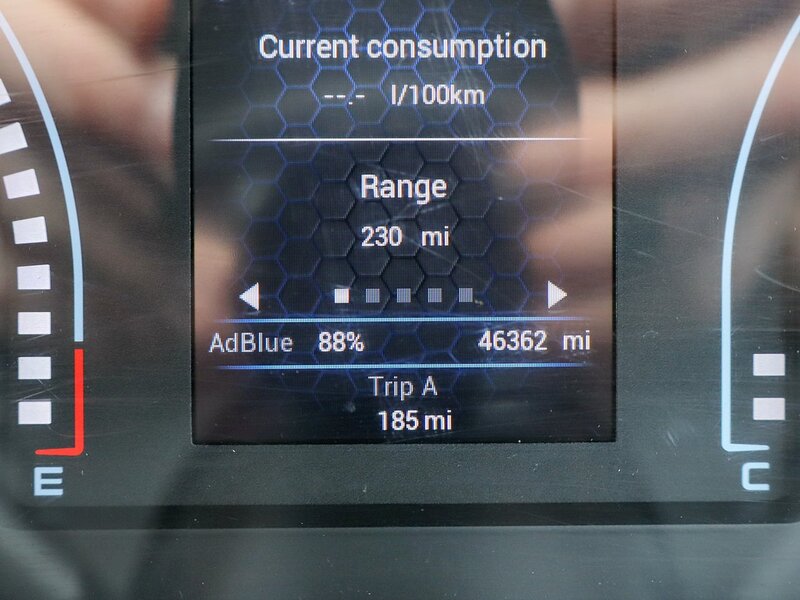 Current consumption
--.- l/100km
Range
230 mi
AdBlue 88% 46362 mi
Trip A
185 mi
E
C